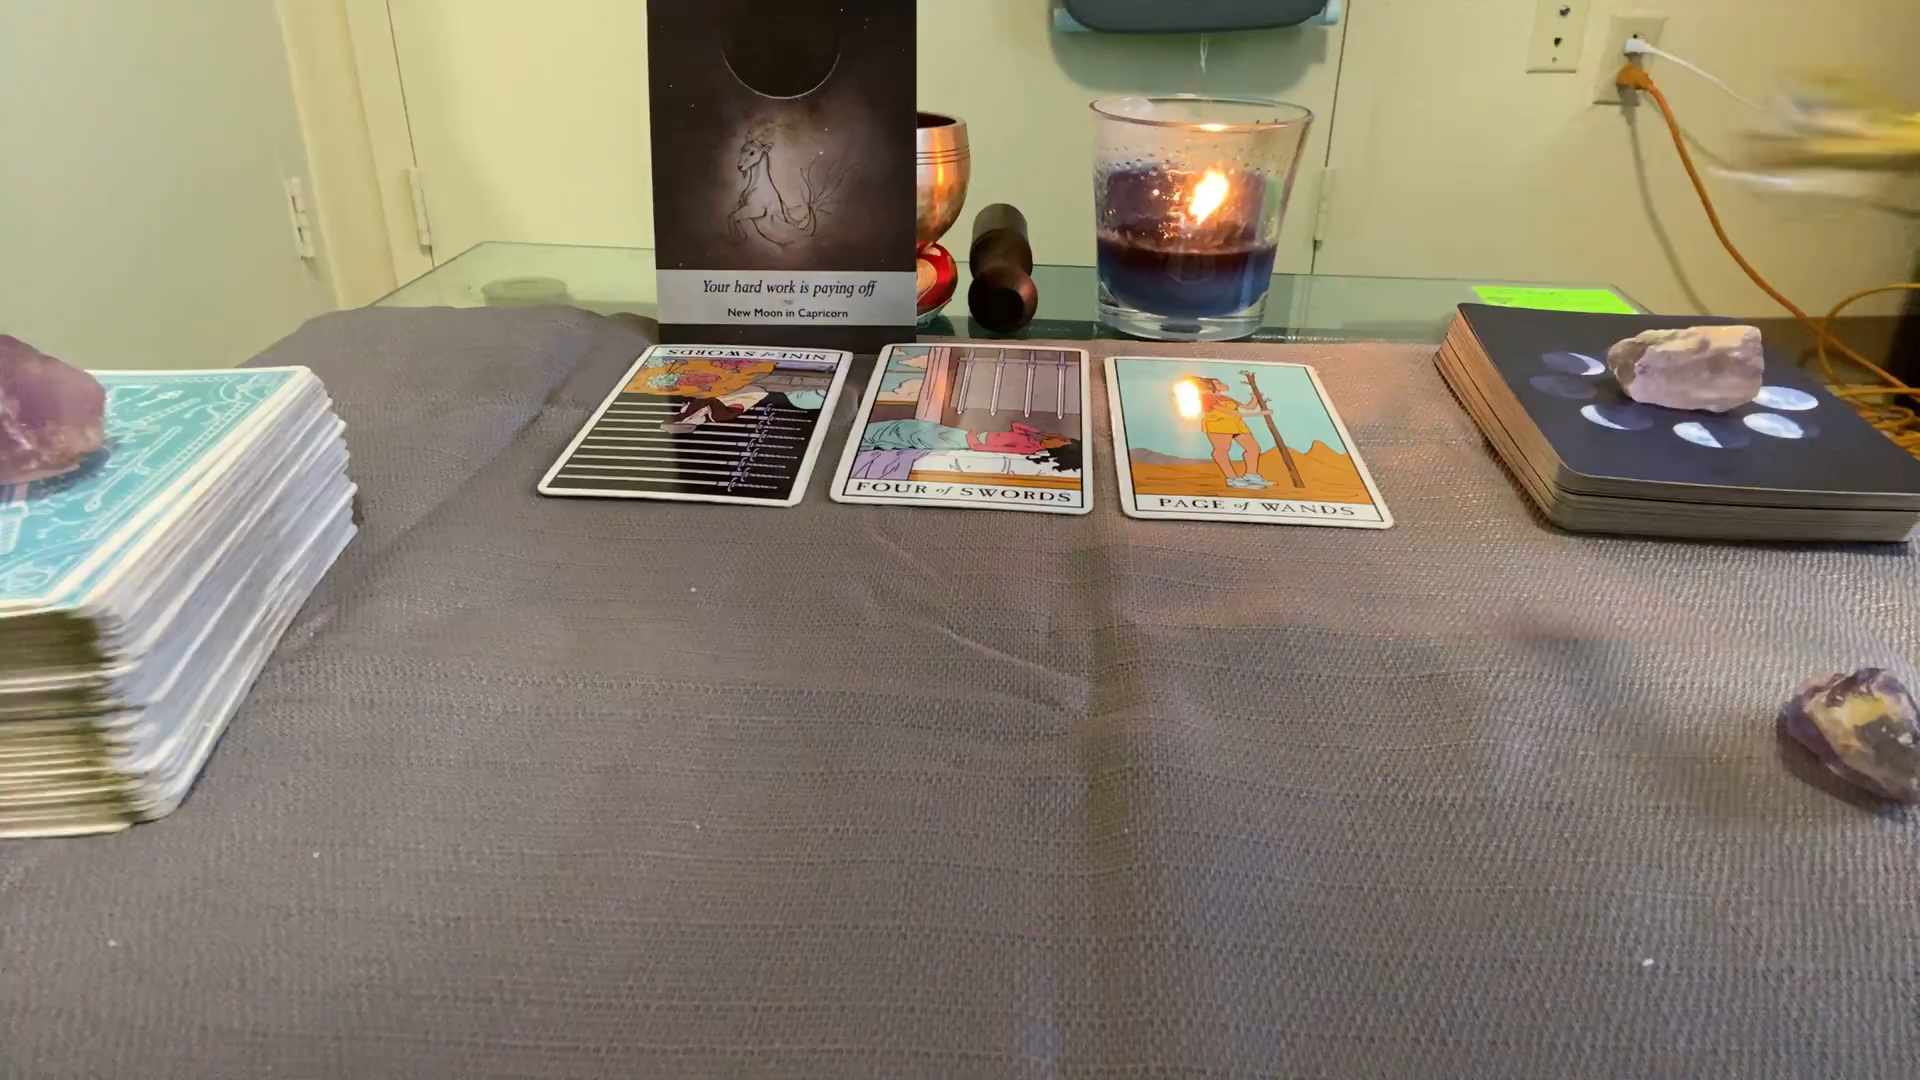 Your hard work is paying off
New Moon in Capricorn
NINE of SWORDS
FOUR of SWORDS
PAGE of WANDS